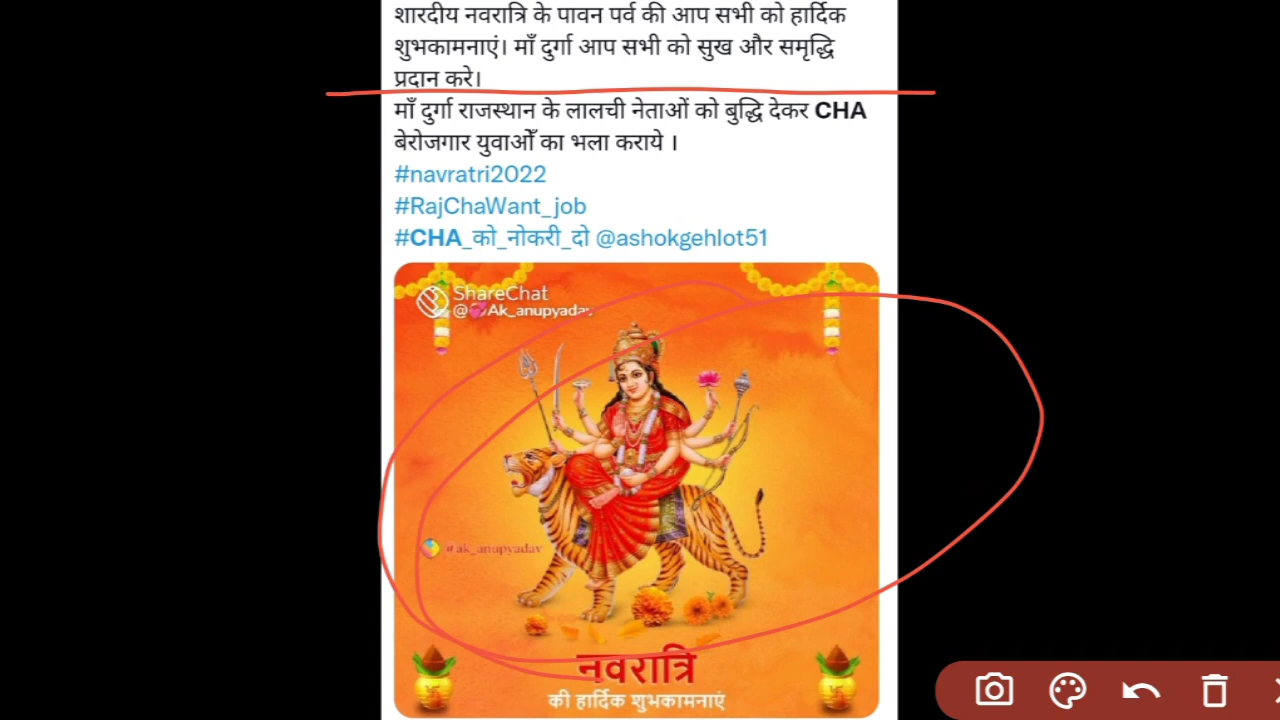 शारदीय नवरात्रि के पावन पर्व की आप सभी को हार्दिक
शुभकामनाएं। माँ दुर्गा आप सभी को सुख और समृद्धि
प्रदान करे।
माँ दुर्गा राजस्थान के लालची नेताओं को बुद्धि देकर CHA
बेरोजगार युवाओँ का भला कराये ।
#navratri2022
#RajChaWant_job
#CHA_को_नोकरी_दो @ashokgehlot51
ShareChat
@💞Ak_anupyadav
@ak_anupyadav
नवरात्रि
की हार्दिक शुभकामनाएं